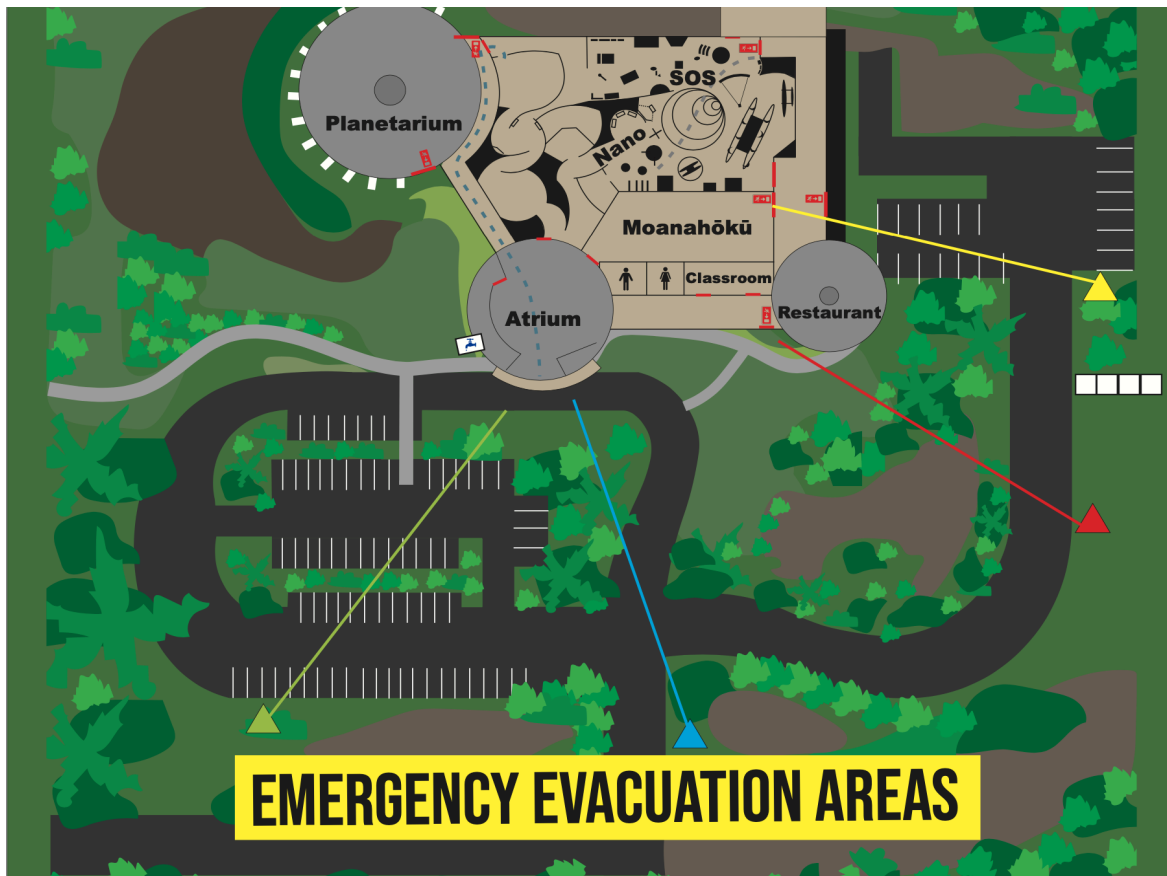 SOS
Planetarium
Nano
Moanahōkū
Classroom
Atrium
Restaurant
EMERGENCY EVACUATION AREAS